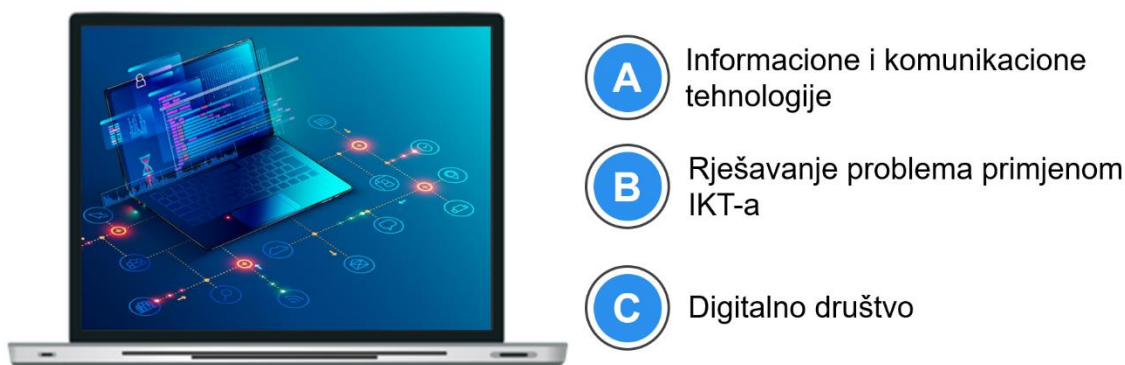 A
Informacione i komunikacione
tehnologije
B
Rješavanje problema primjenom
IKT-a
C
Digitalno društvo